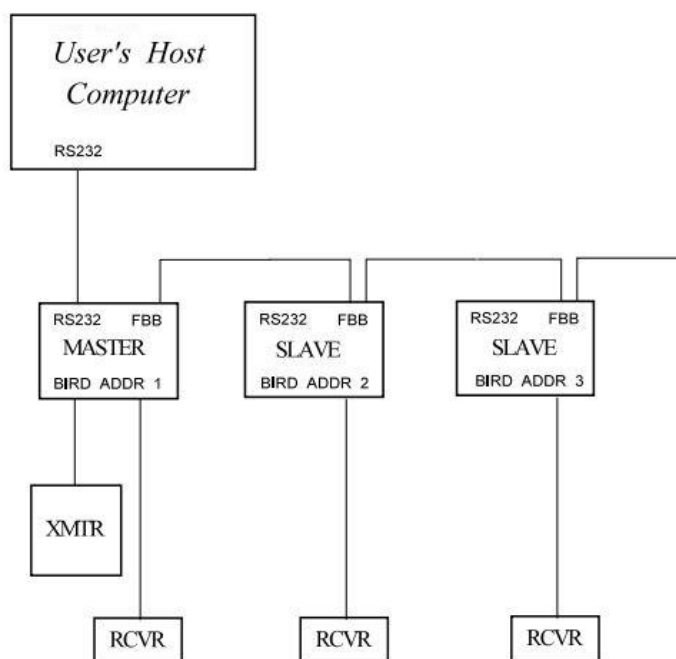 User's Host
Computer
RS232
RS232 FBB
MASTER
BIRD ADDR 1
RS232 FBB
SLAVE
BIRD ADDR 2
RS232 FBB
SLAVE
BIRD ADDR 3
XMTR
RCVR
RCVR
RCVR